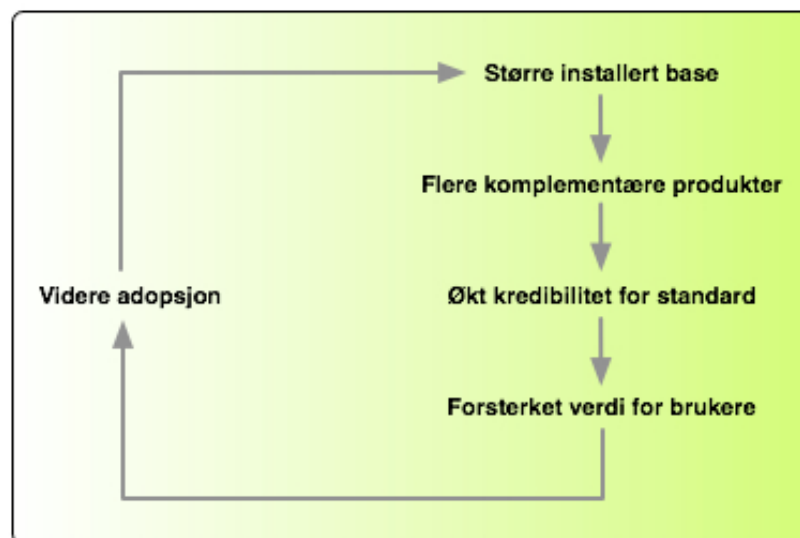 Større installert base
Flere komplementære produkter
Videre adopsjon
Økt kredibilitet for standard
Forsterket verdi for brukere